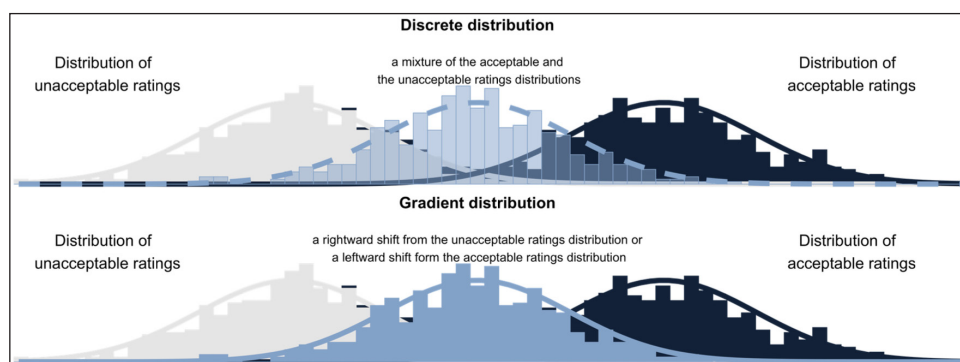 Discrete distribution
Distribution of
unacceptable ratings
a mixture of the acceptable and
the unacceptable ratings distributions
Distribution of
acceptable ratings
Gradient distribution
Distribution of
unacceptable ratings
a rightward shift from the unacceptable ratings distribution or
a leftward shift form the acceptable ratings distribution
Distribution of
acceptable ratings